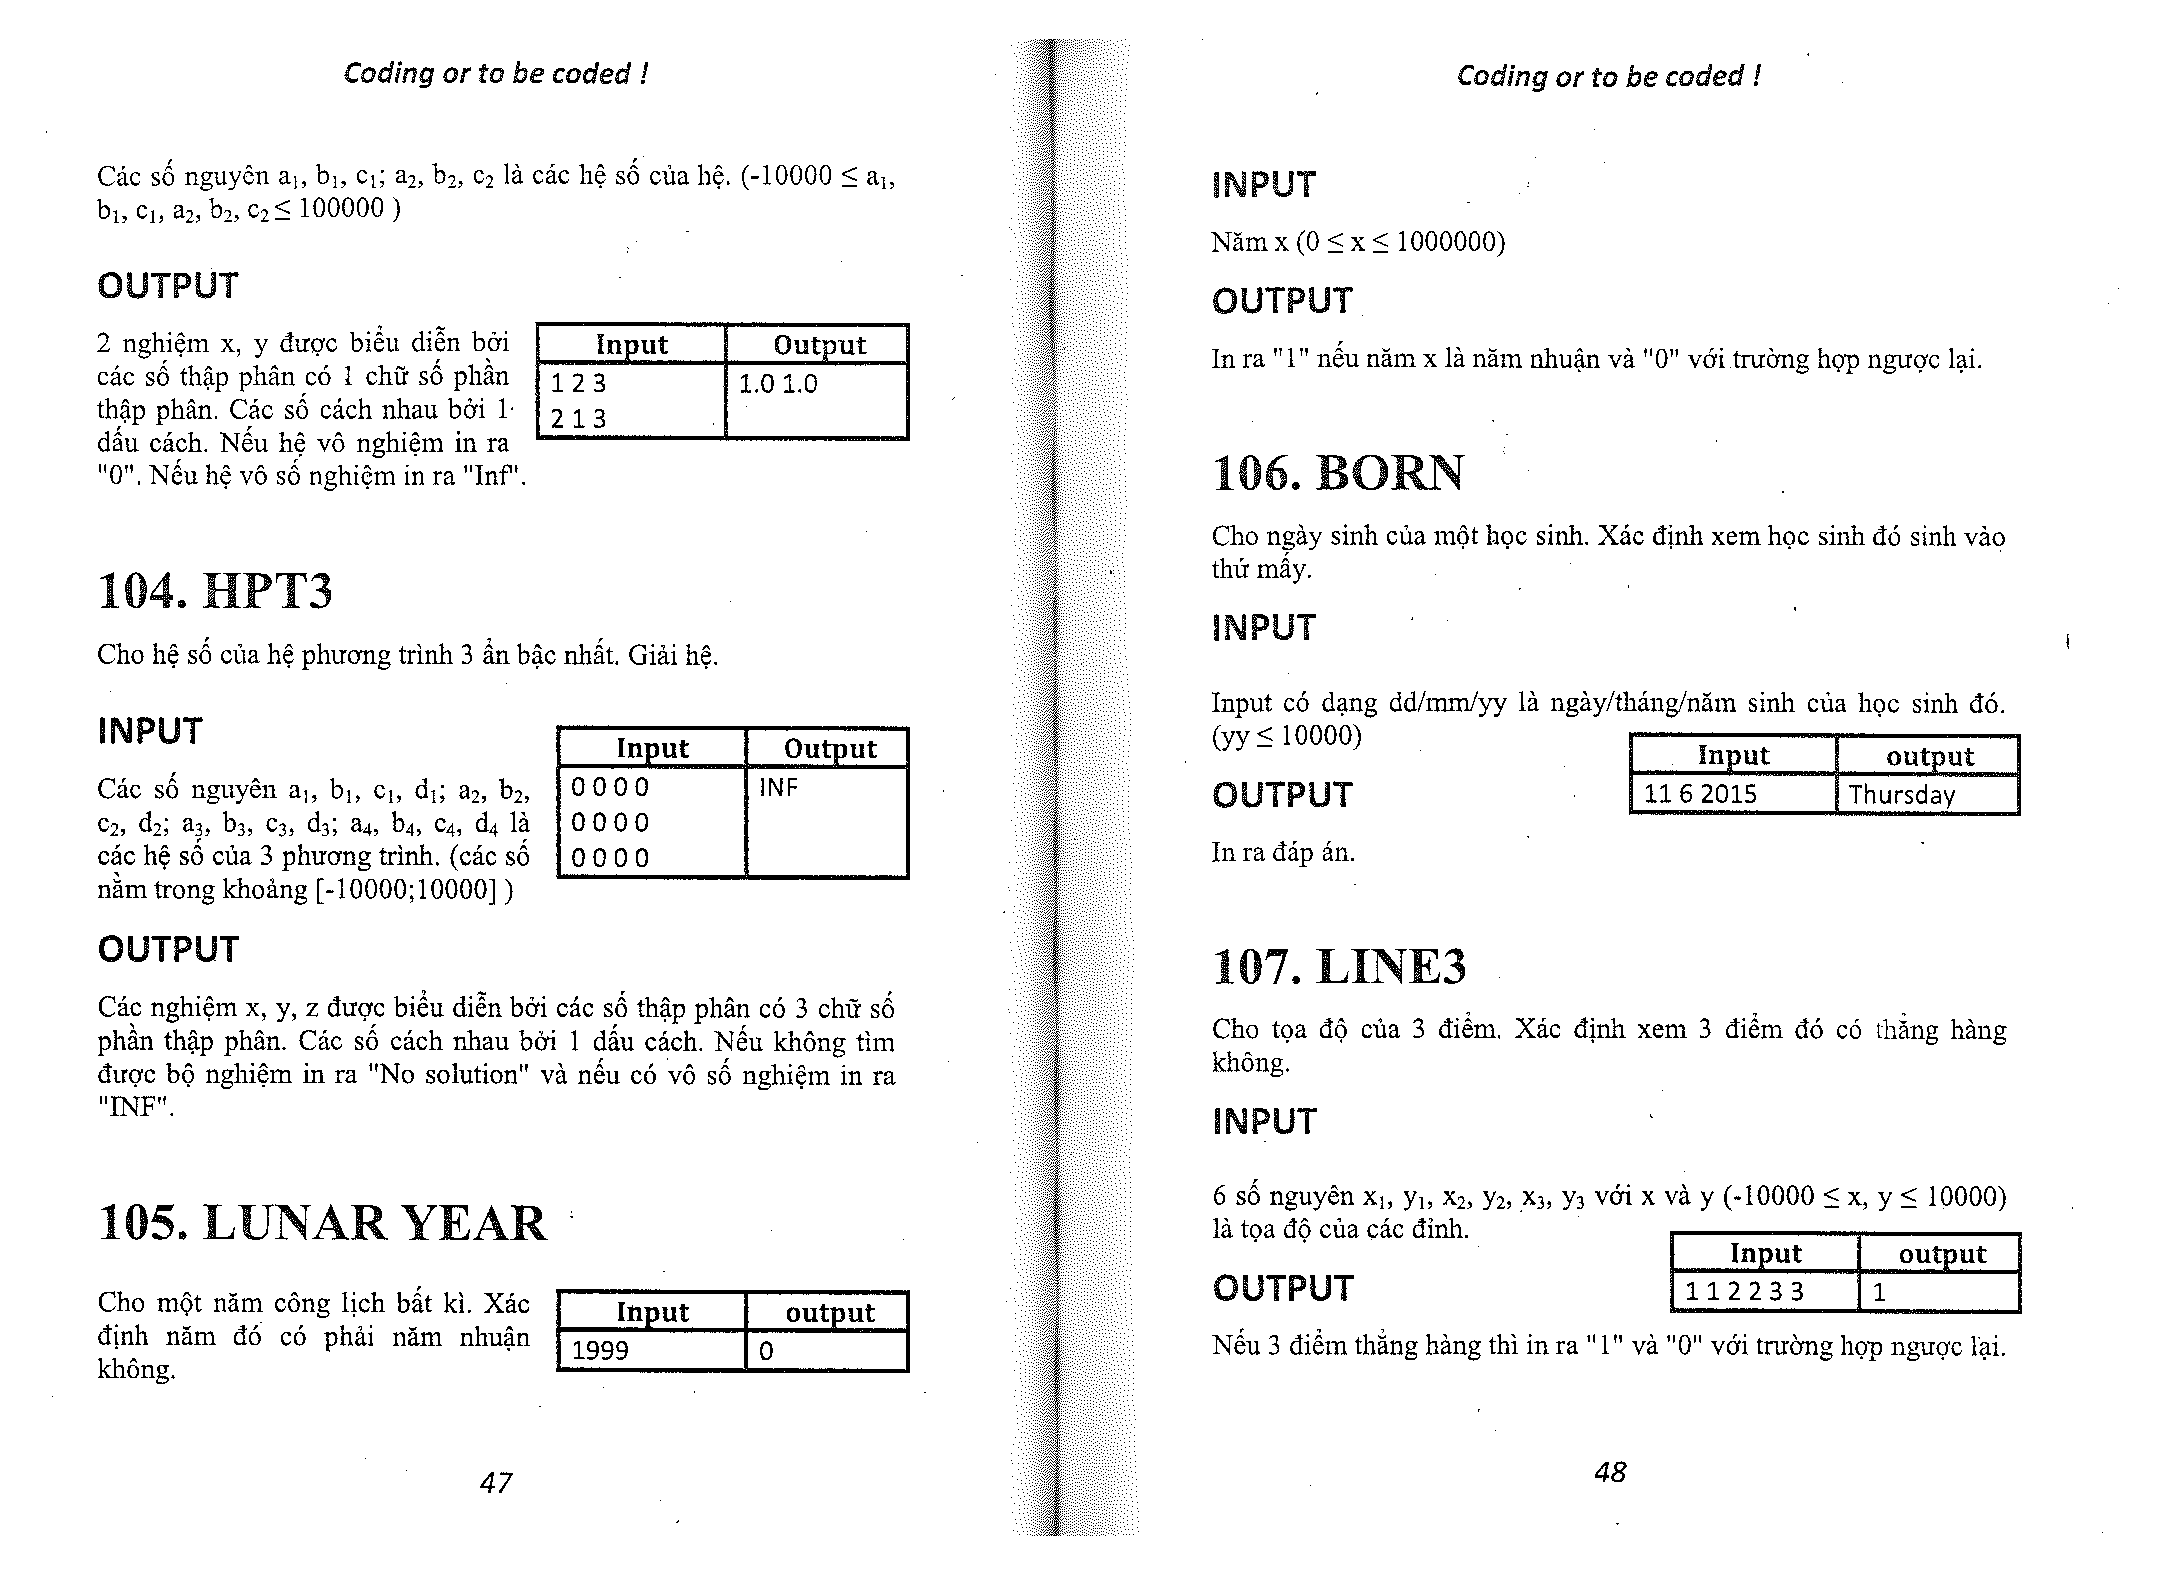 Coding or to be coded !
Các số nguyên a₁, b₁, c₁; a₂, b₂, c₂ là các hệ số của hệ. (-10000 ≤ a₁,
b₁, c₁, a₂, b₂, c₂ ≤ 100000 )
OUTPUT
2 nghiệm x, y được biểu diễn bởi
các số thập phân có 1 chữ số phần
thập phân. Các số cách nhau bởi 1
dấu cách. Nếu hệ vô nghiệm in ra
"0". Nếu hệ vô số nghiệm in ra "Inf".
Input Output
1 2 3 1.0 1.0
2 1 3
104. HPT3
Cho hệ số của hệ phương trình 3 ẩn bậc nhất. Giải hệ.
INPUT
Các số nguyên a₁, b₁, c₁, d₁; a₂, b₂,
c₂, d₂; a₃, b₃, c₃, d₃; a₄, b₄, c₄, d₄ là
các hệ số của 3 phương trình. (các số
nằm trong khoảng [-10000;10000] )
Input Output
0 0 0 0 INF
0 0 0 0
0 0 0 0
OUTPUT
Các nghiệm x, y, z được biểu diễn bởi các số thập phân có 3 chữ số
phần thập phân. Các số cách nhau bởi 1 dấu cách. Nếu không tìm
được bộ nghiệm in ra "No solution" và nếu có vô số nghiệm in ra
"INF".
105. LUNAR YEAR
Cho một năm công lịch bất kì. Xác
định năm đó có phải năm nhuận
không.
Input output
1999 0
47
Coding or to be coded !
INPUT
Năm x (0 ≤ x ≤ 1000000)
OUTPUT
In ra "1" nếu năm x là năm nhuận và "0" với trường hợp ngược lại.
106. BORN
Cho ngày sinh của một học sinh. Xác định xem học sinh đó sinh vào
thứ mấy.
INPUT
Input có dạng dd/mm/yy là ngày/tháng/năm sinh của học sinh đó.
(yy ≤ 10000)
Input output
11 6 2015 Thursday
OUTPUT
In ra đáp án.
107. LINE3
Cho tọa độ của 3 điểm. Xác định xem 3 điểm đó có thẳng hàng
không.
INPUT
6 số nguyên x₁, y₁, x₂, y₂, x₃, y₃ với x và y (-10000 ≤ x, y ≤ 10000)
là tọa độ của các đỉnh.
Input output
1 1 2 2 3 3 1
OUTPUT
Nếu 3 điểm thẳng hàng thì in ra "1" và "0" với trường hợp ngược lại.
48